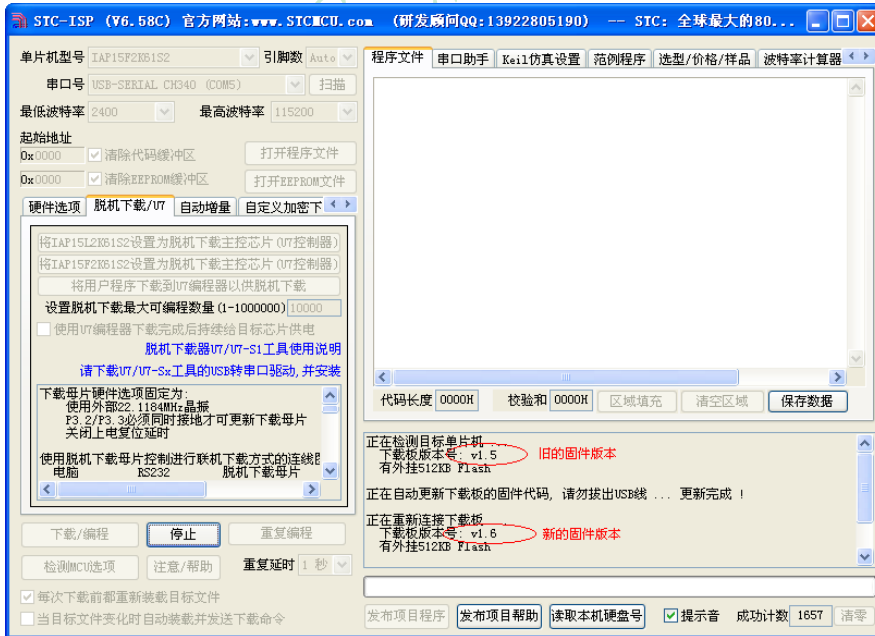 STC-ISP (V6.58C) 官方网站:www.STCMCU.com (研发顾问QQ:13922805190) -- STC: 全球最大的80...
单片机型号 IAP15F2K61S2 引脚数 Auto
串口号 USB-SERIAL CH340 (COM5) 扫描
最低波特率 2400 最高波特率 115200
起始地址
0x0000 清除代码缓冲区 打开程序文件
0x0000 清除EEPROM缓冲区 打开EEPROM文件
硬件选项 脱机下载/U7 自动增量 自定义加密下
将IAP15L2K61S2设置为脱机下载主控芯片(U7控制器)
将IAP15F2K61S2设置为脱机下载主控芯片(U7控制器)
将用户程序下载到U7编程器以供脱机下载
设置脱机下载最大可编程数量(1-1000000) 10000
使用U7编程器下载完成后持续给目标芯片供电
脱机下载器U7/U7-S1工具使用说明
请下载U7/U7-Sx工具的USB转串口驱动,并安装
下载母片硬件选项固定为:
使用外部22.1184MHz晶振
P3.2/P3.3必须同时接地才可更新下载母片
关闭上电复位延时
使用脱机下载母片控制进行联机下载方式的连线
电脑 RS232 脱机下载母片
下载/编程 停止 重复编程
检测MCU选项 注意/帮助 重复延时 1 秒
每次下载前都重新装载目标文件
当目标文件变化时自动装载并发送下载命令
程序文件 串口助手 Keil仿真设置 范例程序 选型/价格/样品 波特率计算器
代码长度 0000H 校验和 0000H 区域填充 清空区域 保存数据
正在检测目标单片机 ...
下载板版本号: v1.5 旧的固件版本
有外挂512KB Flash
正在自动更新下载板的固件代码, 请勿拔出USB线 ... 更新完成 !
正在重新连接下载板
下载板版本号: v1.6 新的固件版本
有外挂512KB Flash
发布项目程序 发布项目帮助 读取本机硬盘号 提示音 成功计数 1657 清零